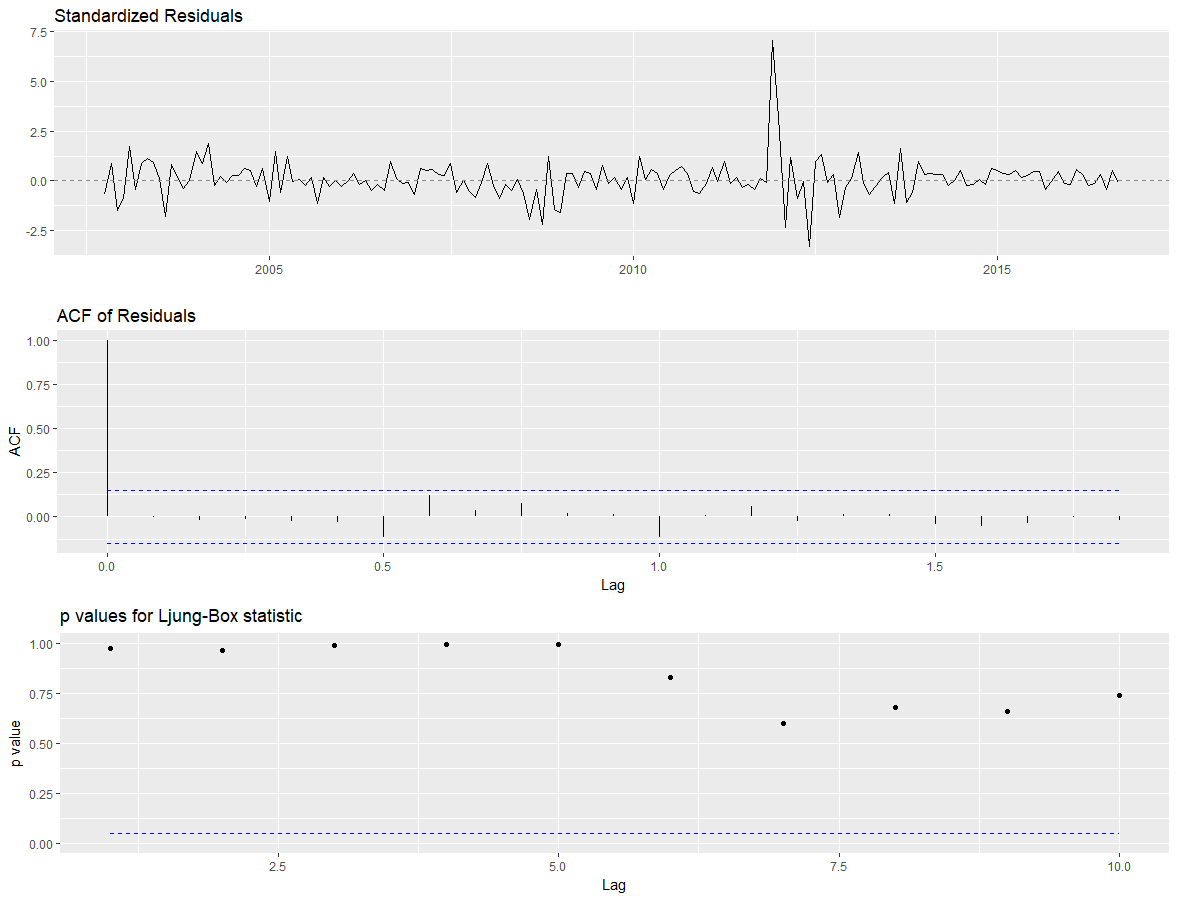 Standardized Residuals
7.5
5.0
2.5
0.0
-2.5
2005 2010 2015
ACF of Residuals
1.00
0.75
0.50
0.25
0.00
ACF
0.0 0.5 1.0 1.5
Lag
p values for Ljung-Box statistic
1.00
0.75
0.50
0.25
0.00
p value
2.5 5.0 7.5 10.0
Lag